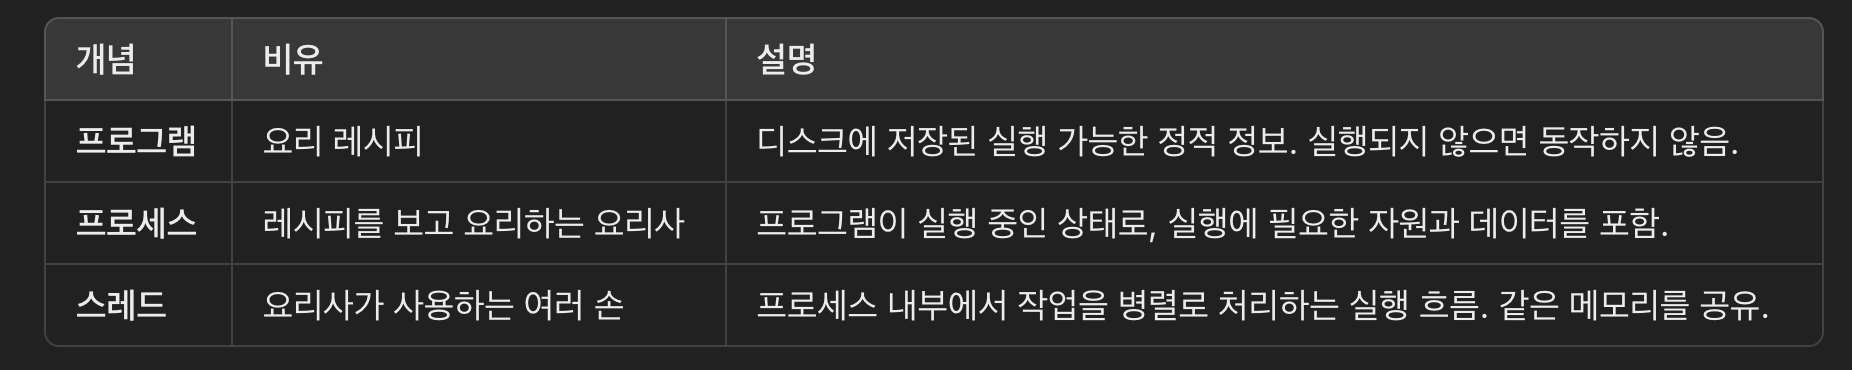 개념 비유 설명
프로그램 요리 레시피 디스크에 저장된 실행 가능한 정적 정보. 실행되지 않으면 동작하지 않음.
프로세스 레시피를 보고 요리하는 요리사 프로그램이 실행 중인 상태로, 실행에 필요한 자원과 데이터를 포함.
스레드 요리사가 사용하는 여러 손 프로세스 내부에서 작업을 병렬로 처리하는 실행 흐름. 같은 메모리를 공유.